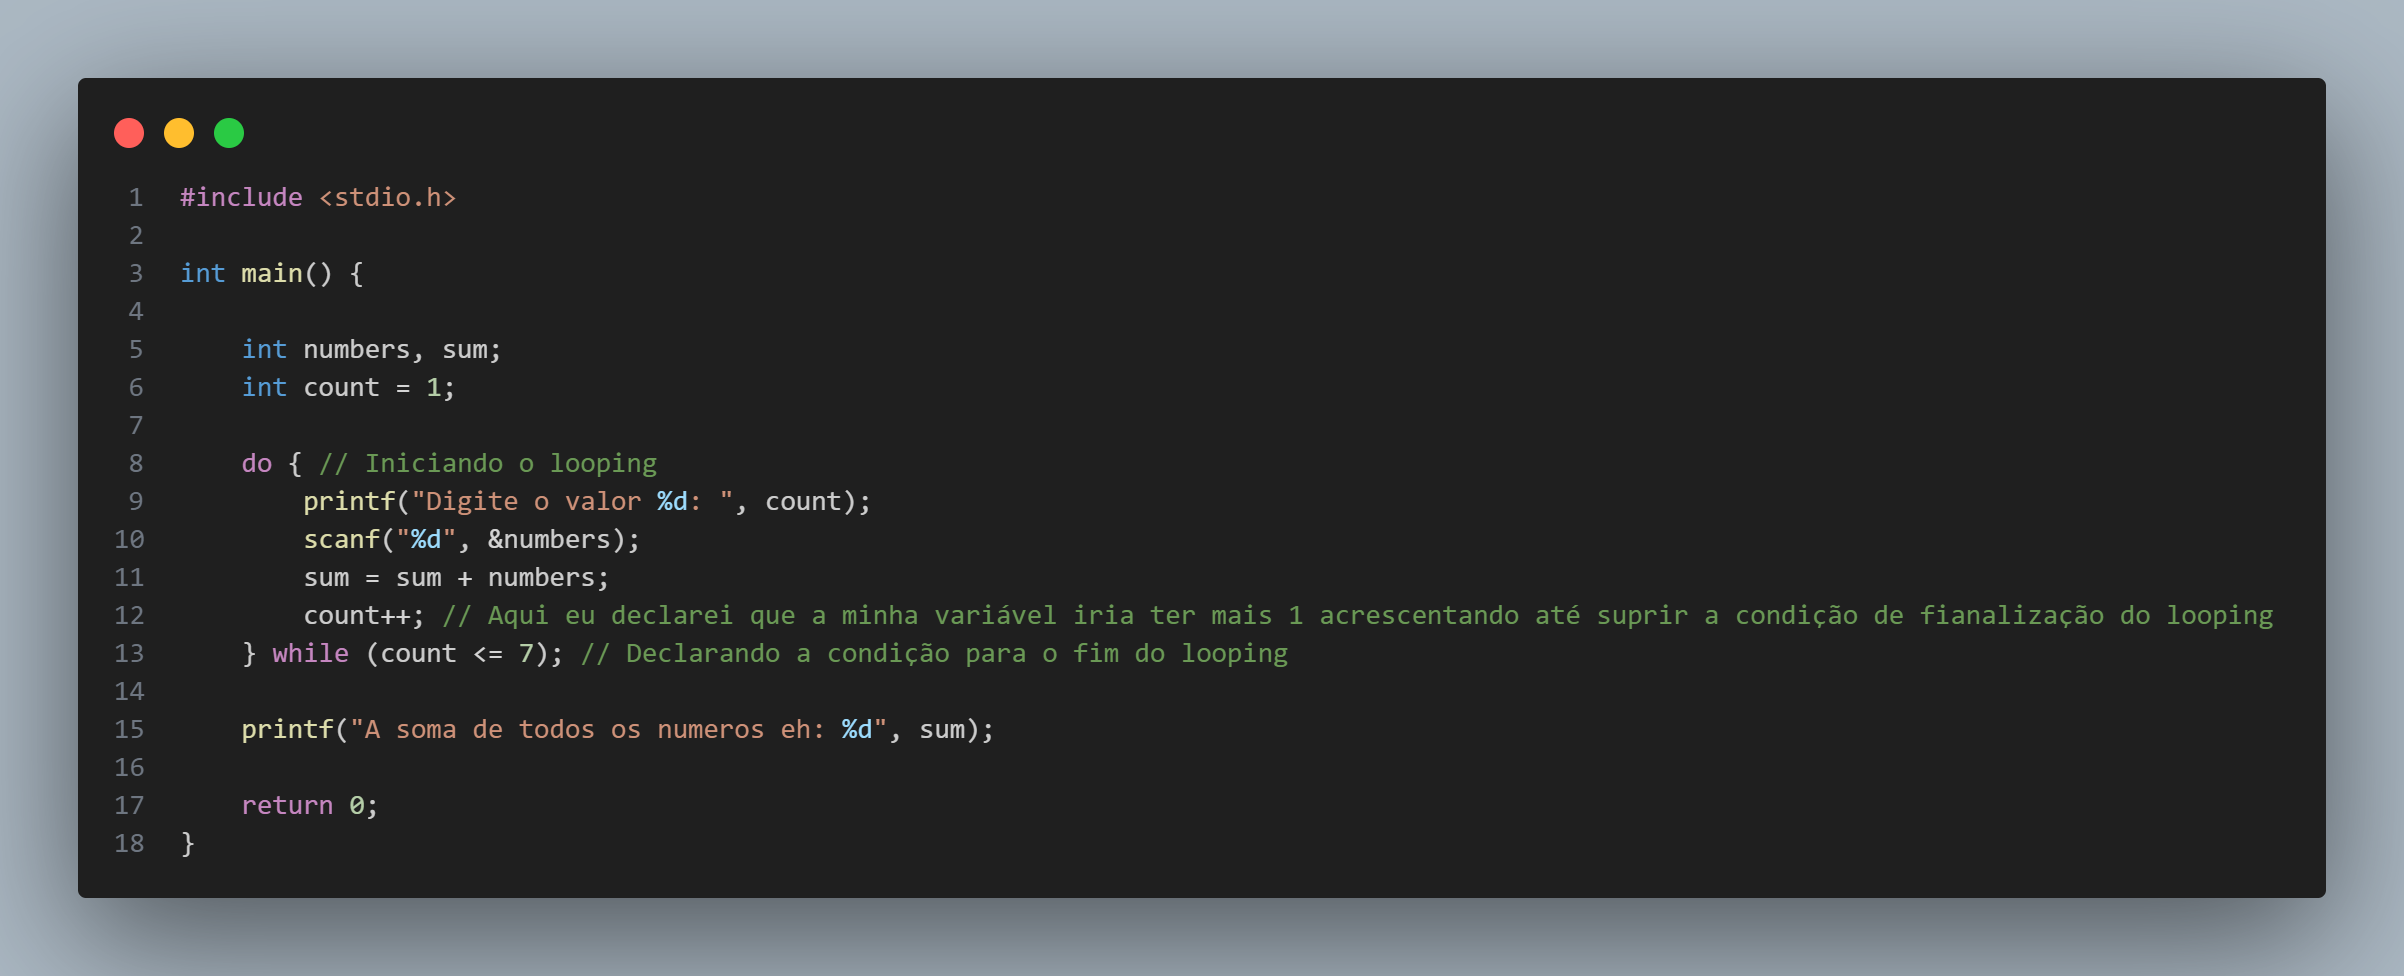 1 #include <stdio.h>
2
3 int main() {
4
5     int numbers, sum;
6     int count = 1;
7
8     do { // Iniciando o looping
9         printf("Digite o valor %d: ", count);
10         scanf("%d", &numbers);
11         sum = sum + numbers;
12         count++; // Aqui eu declarei que a minha variável iria ter mais 1 acrescentando até suprir a condição de fianalização do looping
13     } while (count <= 7); // Declarando a condição para o fim do looping
14
15     printf("A soma de todos os numeros eh: %d", sum);
16
17     return 0;
18 }